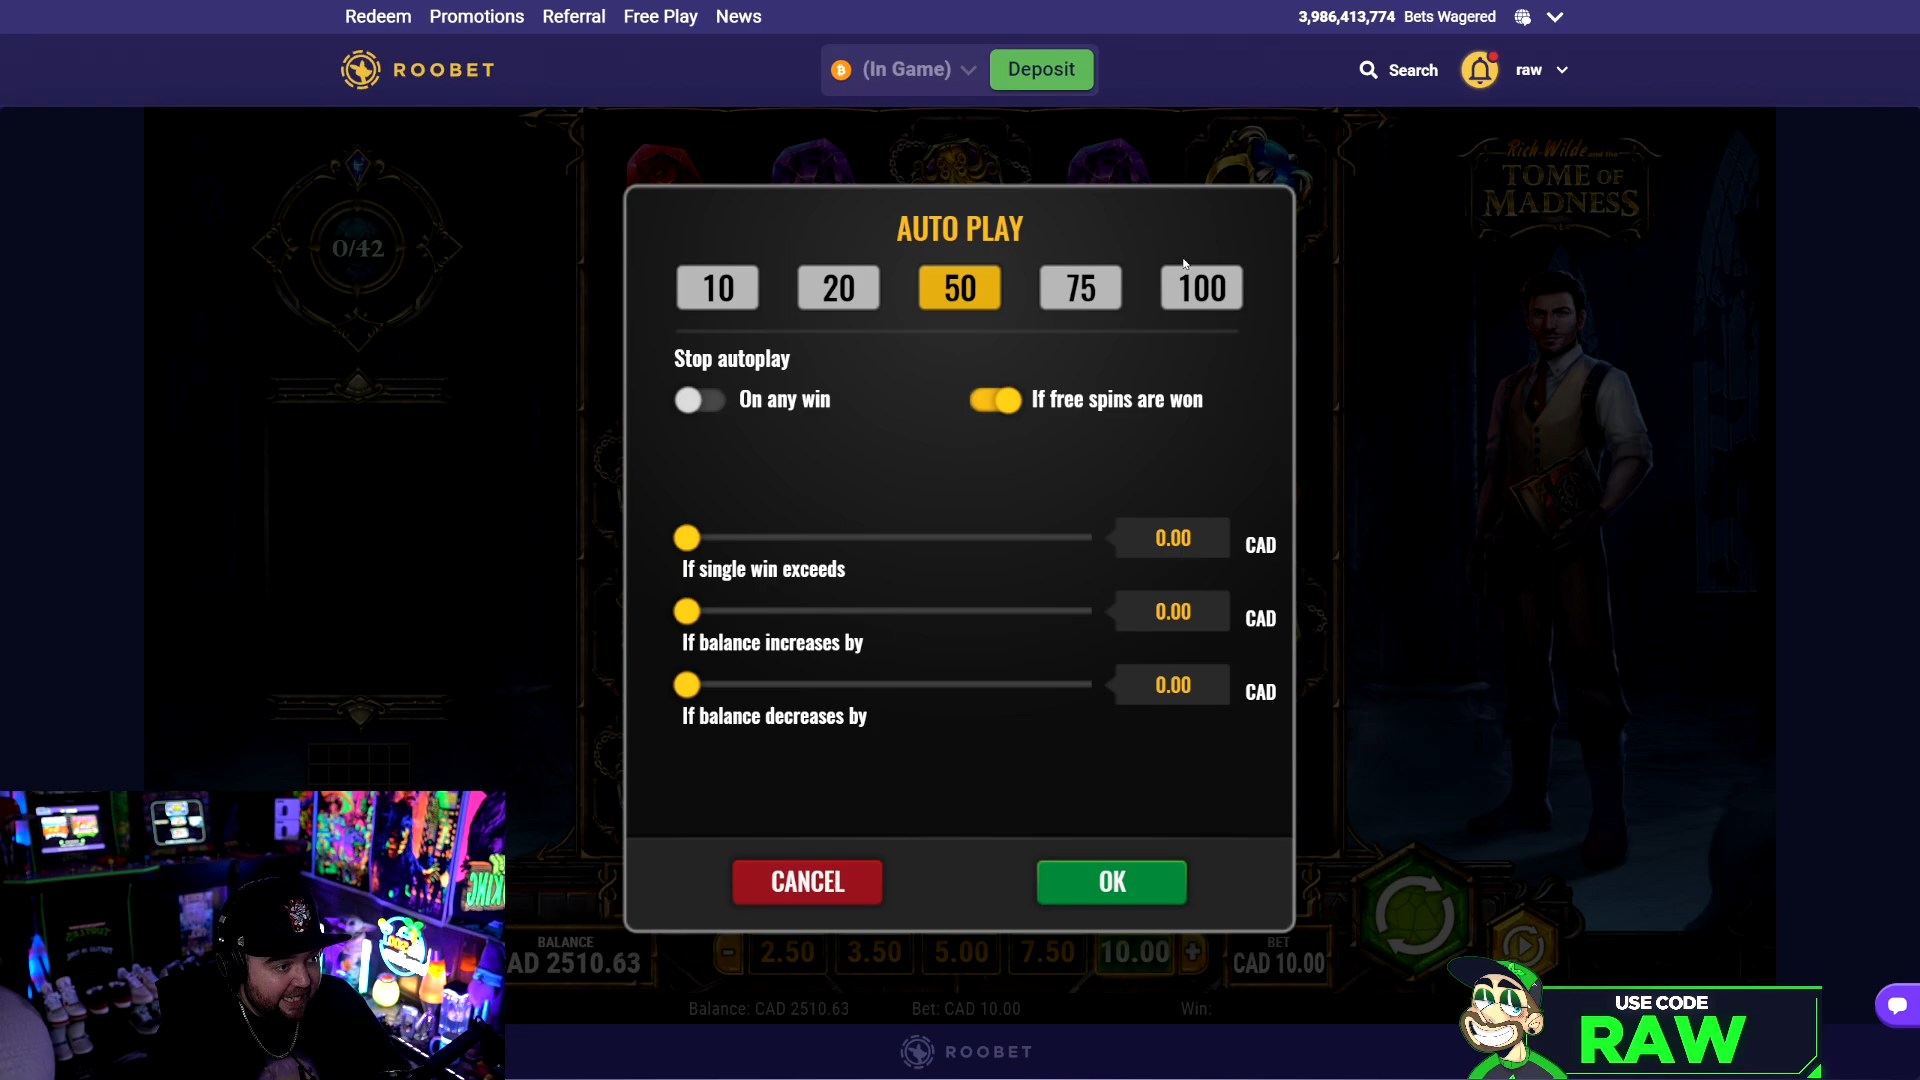 Redeem Promotions Referral Free Play News
3,986,413,774 Bets Wagered
ROOBET
(In Game)
Deposit
Search
raw
0/42
Rich Wilde and the
TOME OF
MADNESS
AUTO PLAY
10 20 50 75 100
Stop autoplay
On any win
If free spins are won
0.00 CAD
If single win exceeds
0.00 CAD
If balance increases by
0.00 CAD
If balance decreases by
CANCEL
OK
BALANCE
AD 2510.63
- 2.50 3.50 5.00 7.50 10.00 +
BET
CAD 10.00
Balance: CAD 2510.63 Bet: CAD 10.00 Win:
ROOBET
USE CODE
RAW